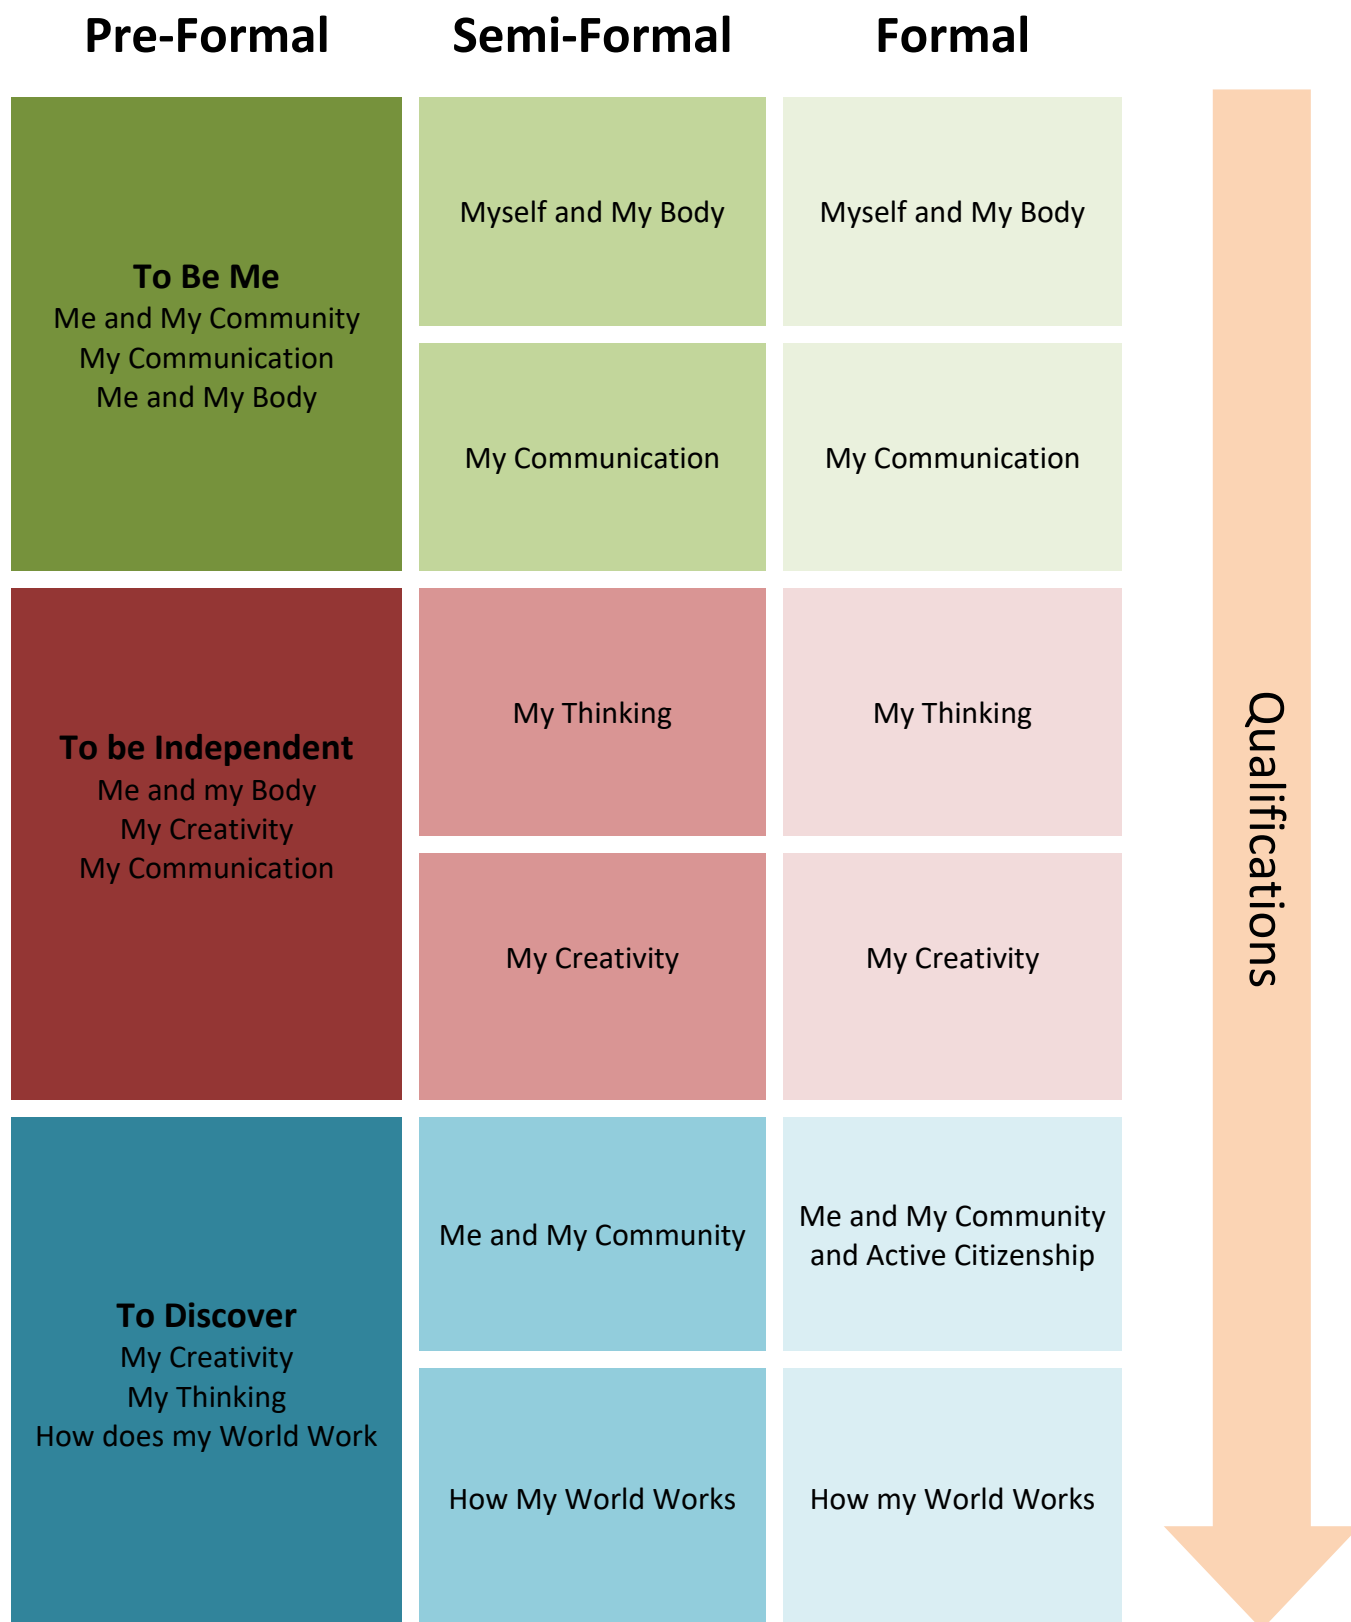 Pre-Formal
Semi-Formal
Formal
To Be Me
Me and My Community
My Communication
Me and My Body
Myself and My Body
Myself and My Body
My Communication
My Communication
To be Independent
Me and my Body
My Creativity
My Communication
My Thinking
My Thinking
My Creativity
My Creativity
To Discover
My Creativity
My Thinking
How does my World Work
Me and My Community
Me and My Community
and Active Citizenship
How My World Works
How my World Works
Qualifications